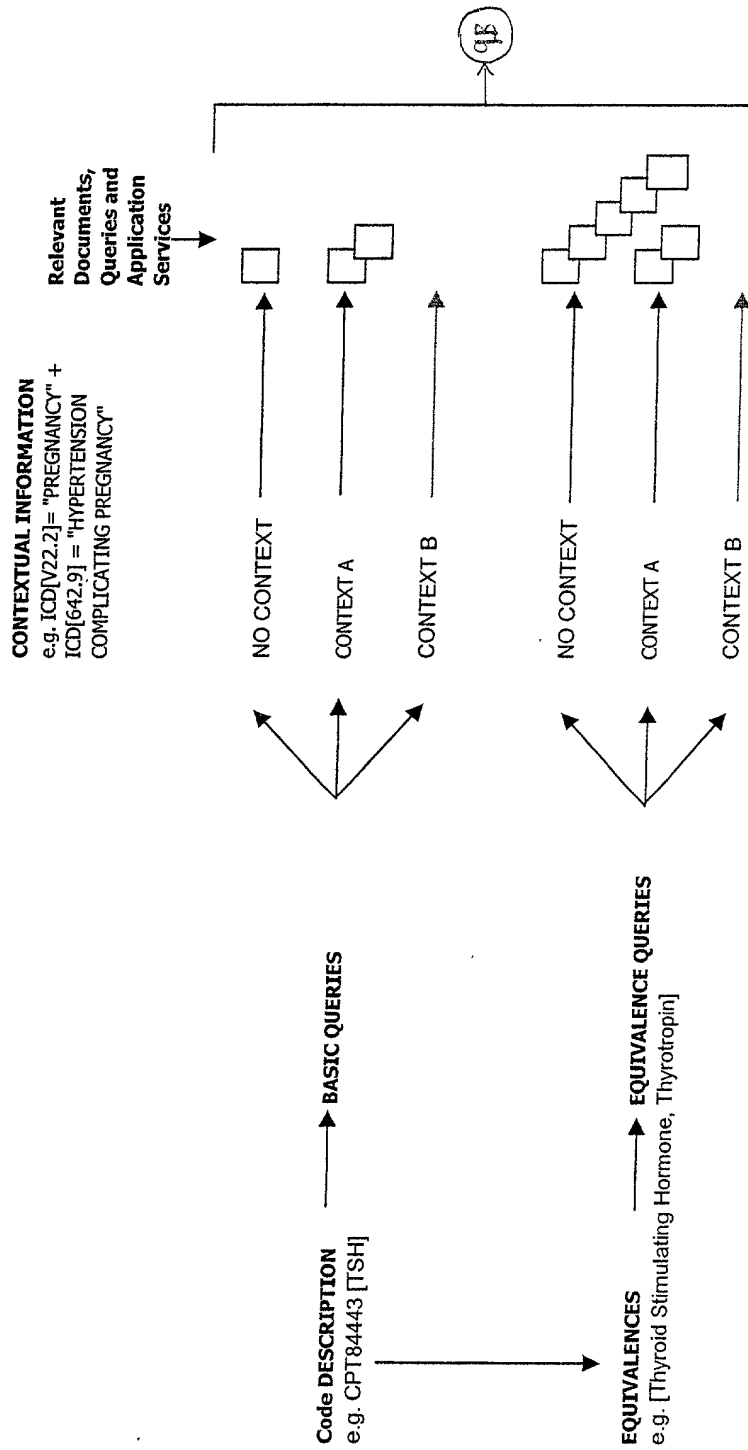 CONTEXTUAL INFORMATION
e.g. ICD[V22.2]= "PREGNANCY" +
ICD[642.9] = "HYPERTENSION
COMPLICATING PREGNANCY"
Relevant
Documents,
Queries and
Application
Services
Code DESCRIPTION
e.g. CPT84443 [TSH]
BASIC QUERIES
NO CONTEXT
CONTEXT A
CONTEXT B
EQUIVALENCES
e.g. [Thyroid Stimulating Hormone, Thyrotropin]
EQUIVALENCE QUERIES
NO CONTEXT
CONTEXT A
CONTEXT B